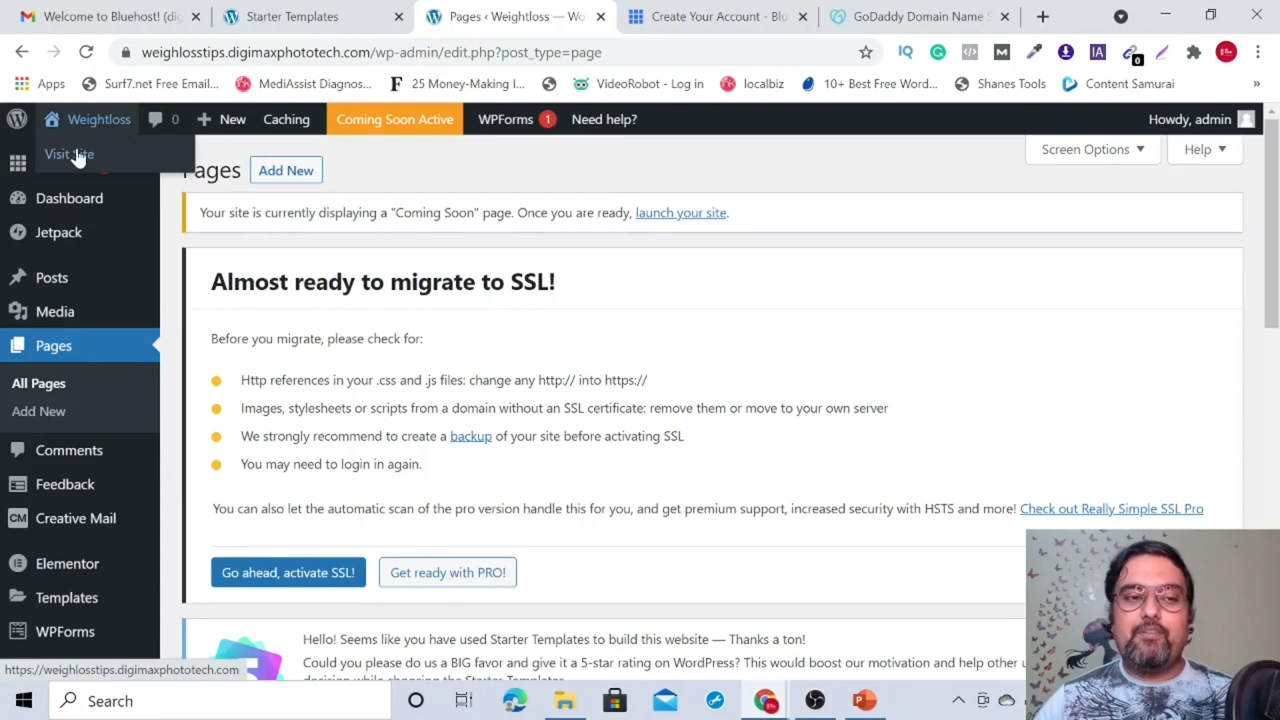 Welcome to Bluehost! (dig
Starter Templates
Pages ‹ Weightloss — Wo
Create Your Account - Blu
GoDaddy Domain Name S
weighlosstips.digimaxphototech.com/wp-admin/edit.php?post_type=page
IA
0
Apps
Surf7.net Free Email...
MediAssist Diagnos...
25 Money-Making I...
VideoRobot - Log in
localbiz
10+ Best Free Word...
Shanes Tools
Content Samurai
»
Weightloss
0
New
Caching
Coming Soon Active
WPForms 1
Need help?
Howdy, admin
Visit Site
Pages
Add New
Screen Options
Help
Your site is currently displaying a "Coming Soon" page. Once you are ready, launch your site.
Dashboard
Jetpack
Posts
Media
Pages
All Pages
Add New
Comments
Feedback
CM Creative Mail
Elementor
Templates
WPForms
Almost ready to migrate to SSL!
Before you migrate, please check for:
Http references in your .css and .js files: change any http:// into https://
Images, stylesheets or scripts from a domain without an SSL certificate: remove them or move to your own server
We strongly recommend to create a backup of your site before activating SSL
You may need to login in again.
You can also let the automatic scan of the pro version handle this for you, and get premium support, increased security with HSTS and more! Check out Really Simple SSL Pro
Go ahead, activate SSL!
Get ready with PRO!
Hello! Seems like you have used Starter Templates to build this website — Thanks a ton!
Could you please do us a BIG favor and give it a 5-star rating on WordPress? This would boost our motivation and help other u
https://weighlosstips.digimaxphototech.com
Search